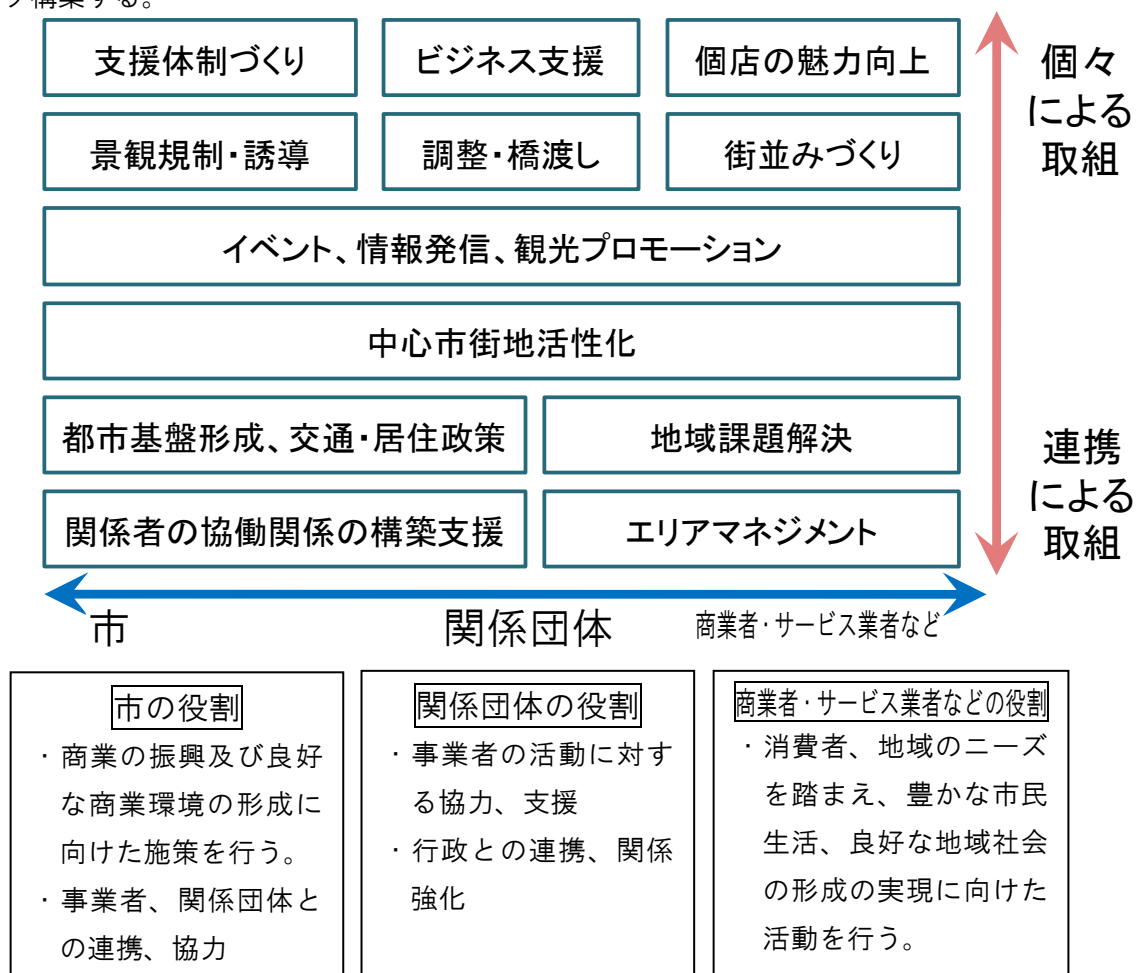 構築する。
支援体制づくり
ビジネス支援
個店の魅力向上
景観規制・誘導
調整・橋渡し
街並みづくり
イベント、情報発信、観光プロモーション
中心市街地活性化
都市基盤形成、交通・居住政策
地域課題解決
関係者の協働関係の構築支援
エリアマネジメント
個々
による
取組
連携
による
取組
市
関係団体
商業者・サービス業者など
市の役割
・商業の振興及び良好
な商業環境の形成に
向けた施策を行う。
・事業者、関係団体と
の連携、協力
関係団体の役割
・事業者の活動に対す
る協力、支援
・行政との連携、関係
強化
商業者・サービス業者などの役割
・消費者、地域のニーズ
を踏まえ、豊かな市民
生活、良好な地域社会
の形成の実現に向けた
活動を行う。